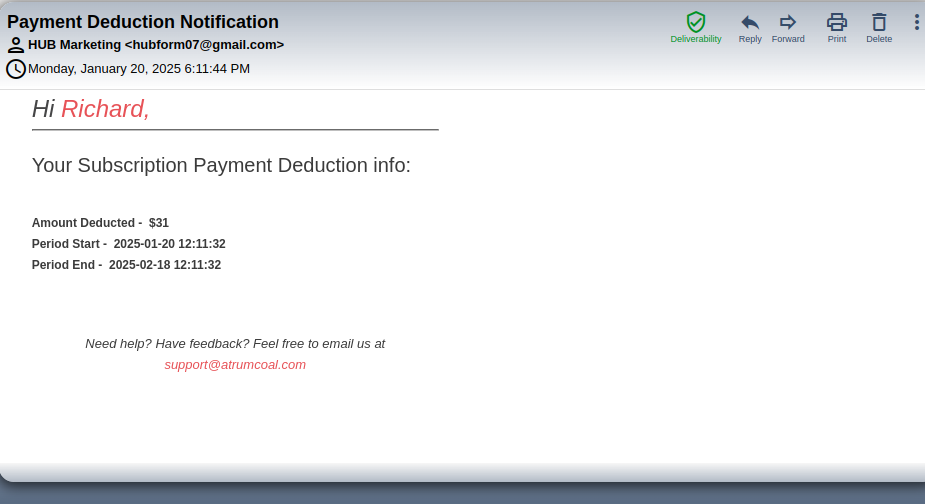 Payment Deduction Notification
HUB Marketing <hubform07@gmail.com>
Monday, January 20, 2025 6:11:44 PM
Deliverability
Reply
Forward
Print
Delete
Hi Richard,
Your Subscription Payment Deduction info:
Amount Deducted - $31
Period Start - 2025-01-20 12:11:32
Period End - 2025-02-18 12:11:32
Need help? Have feedback? Feel free to email us at
support@atrumcoal.com